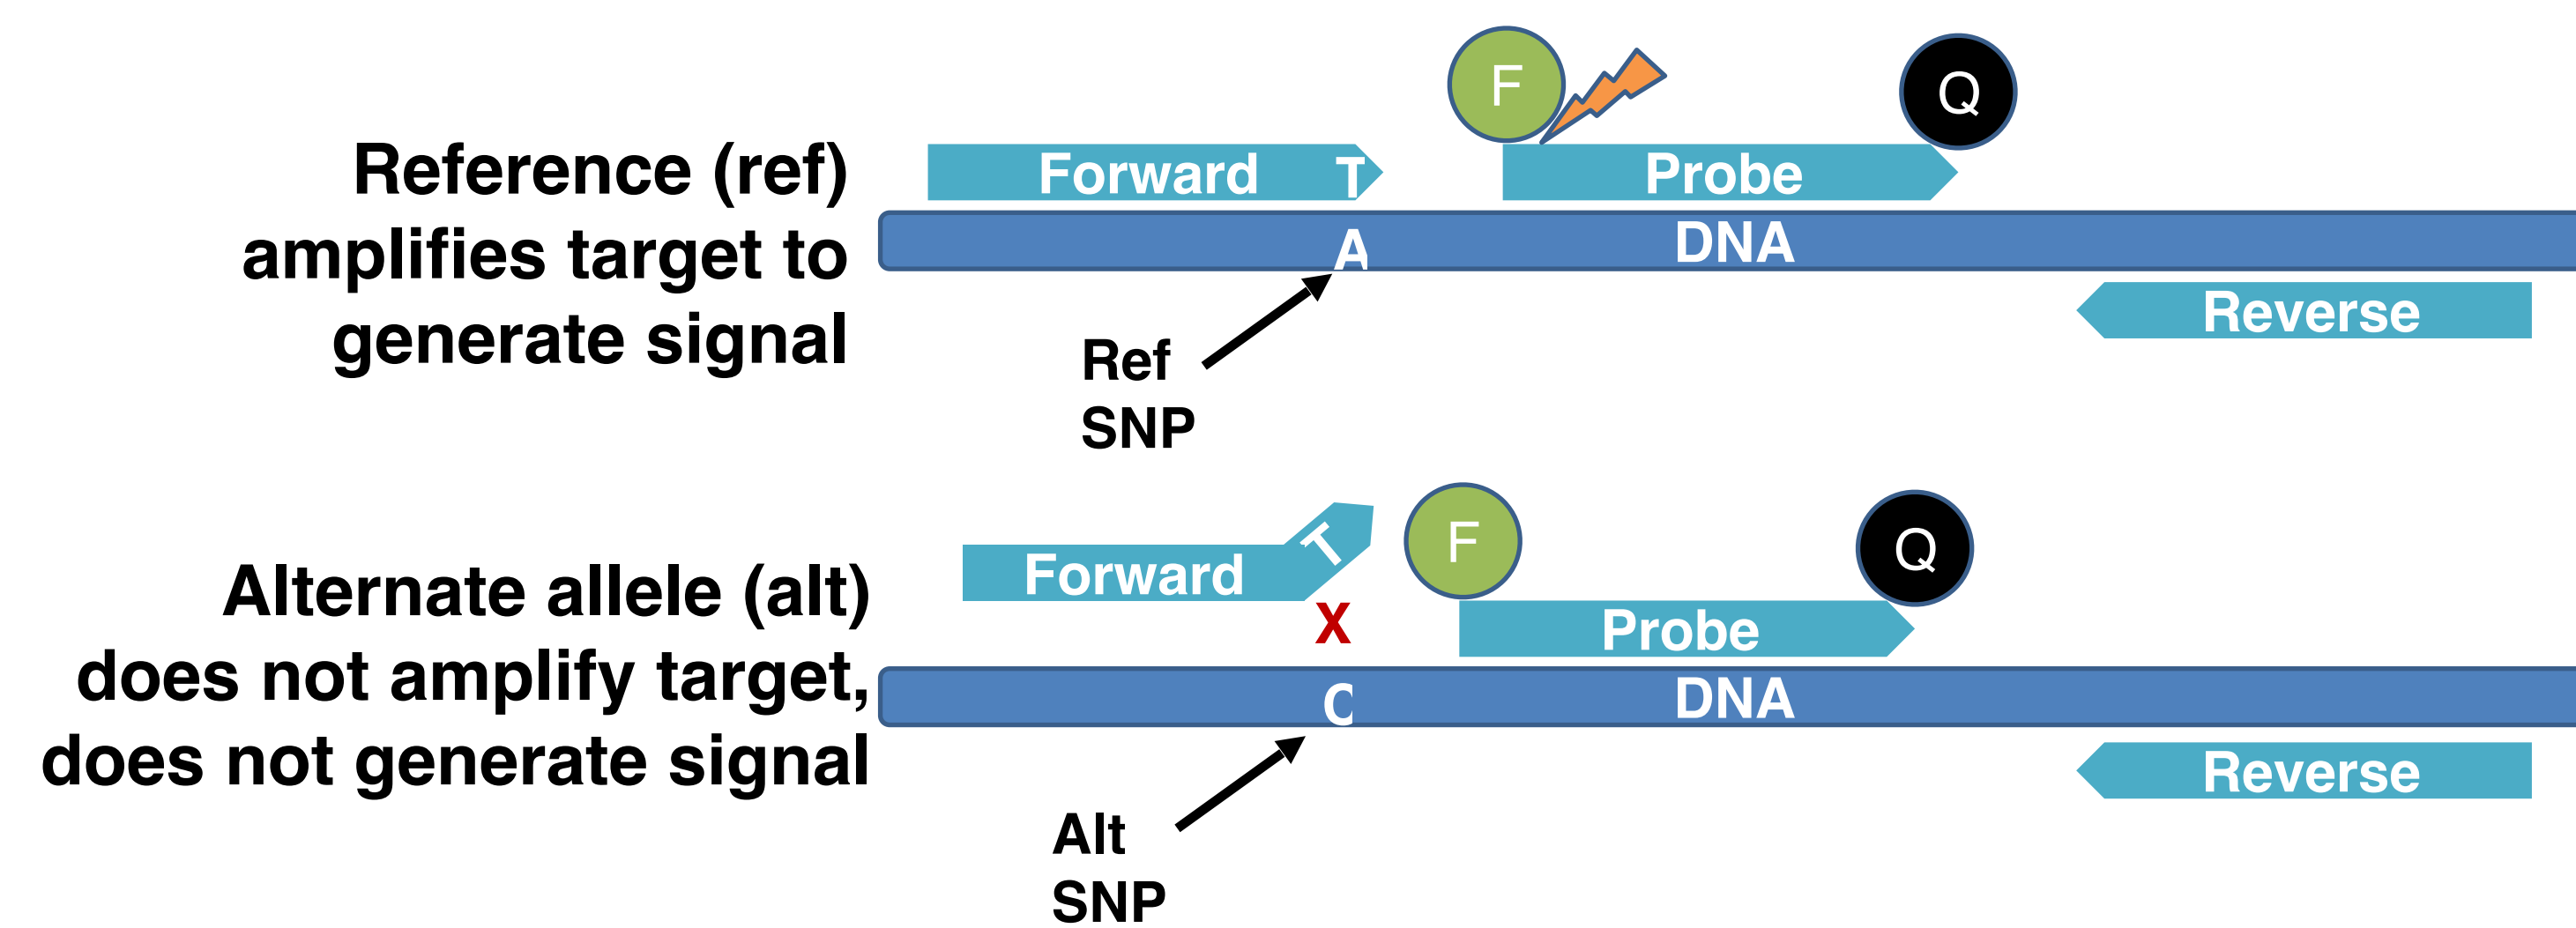 Reference (ref)
amplifies target to
generate signal
F
Q
Forward T
Probe
A
DNA
Reverse
Ref
SNP
Alternate allele (alt)
does not amplify target,
does not generate signal
F
Q
Forward T
X
Probe
C
DNA
Reverse
Alt
SNP